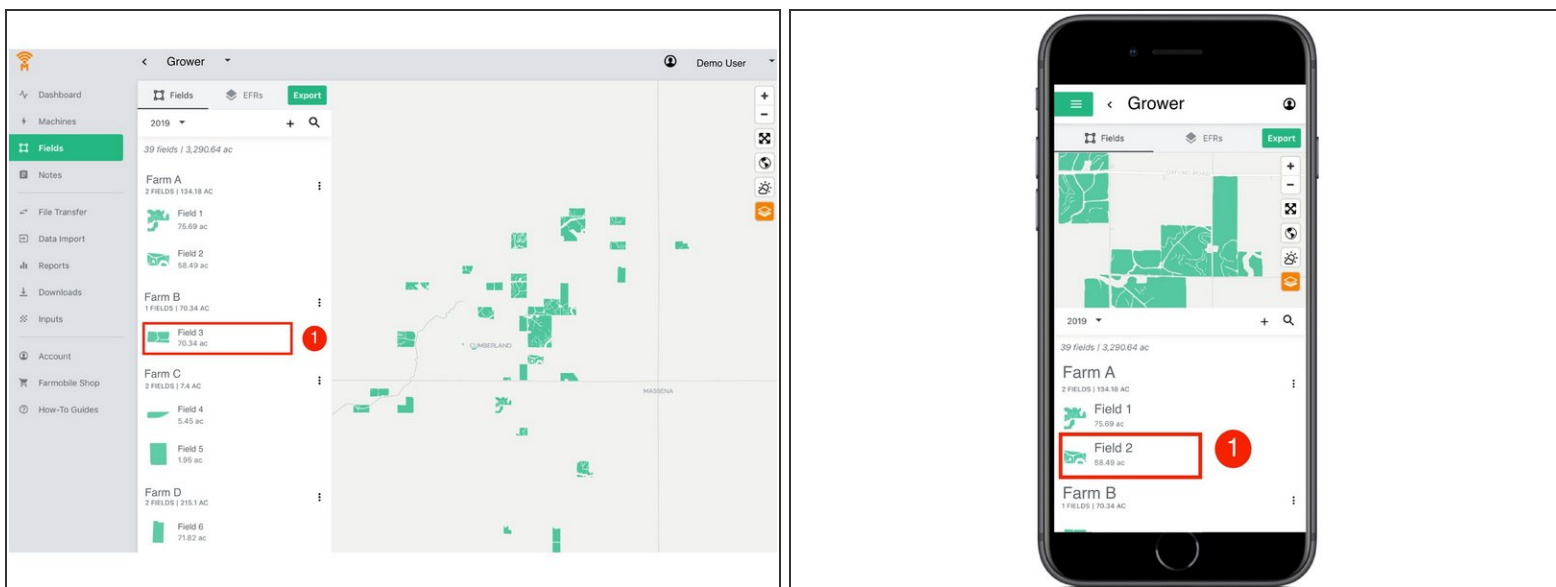 Grower
Demo User
Dashboard
Machines
Fields
Notes
File Transfer
Data Import
Reports
Downloads
Inputs
Account
Farmobile Shop
How-To Guides
Fields
EFRs
Export
2019
39 fields | 3,290.64 ac
Farm A
2 FIELDS | 134.18 AC
Field 1
75.69 ac
Field 2
58.49 ac
Farm B
1 FIELDS | 70.34 AC
Field 3
70.34 ac
1
Farm C
2 FIELDS | 7.4 AC
Field 4
5.45 ac
Field 5
1.95 ac
Farm D
2 FIELDS | 215.1 AC
Field 6
71.82 ac
CUMBERLAND
MASSENA
Grower
Fields
EFRs
Export
2019
39 fields | 3,290.64 ac
Farm A
2 FIELDS | 134.18 AC
Field 1
75.69 ac
Field 2
58.49 ac
1
Farm B
1 FIELDS | 70.34 AC